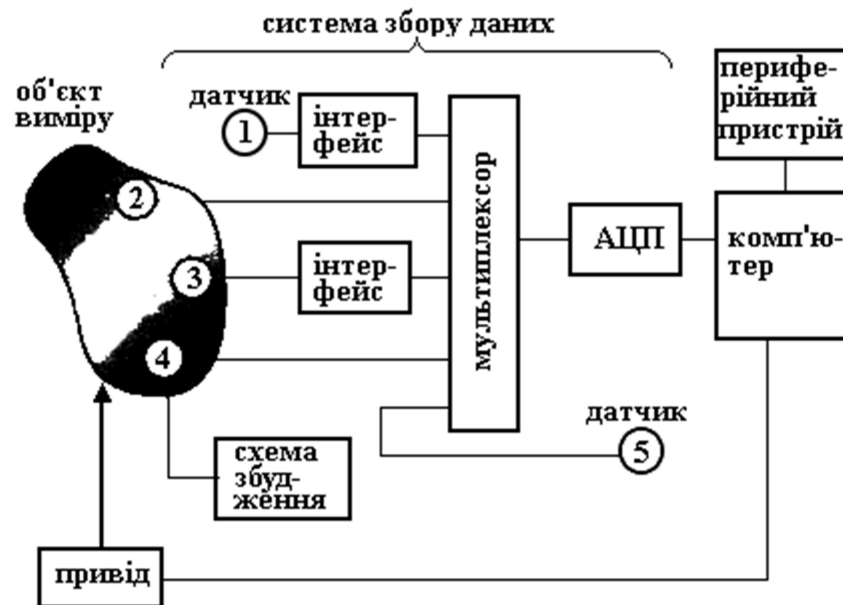 система збору даних
об'єкт
виміру
датчик
1
інтер-
фейс
2
3
інтер-
фейс
4
мультиплексор
АЦП
перифе-
рійний
пристрій
комп'ю-
тер
датчик
5
схема
збуд-
ження
привід